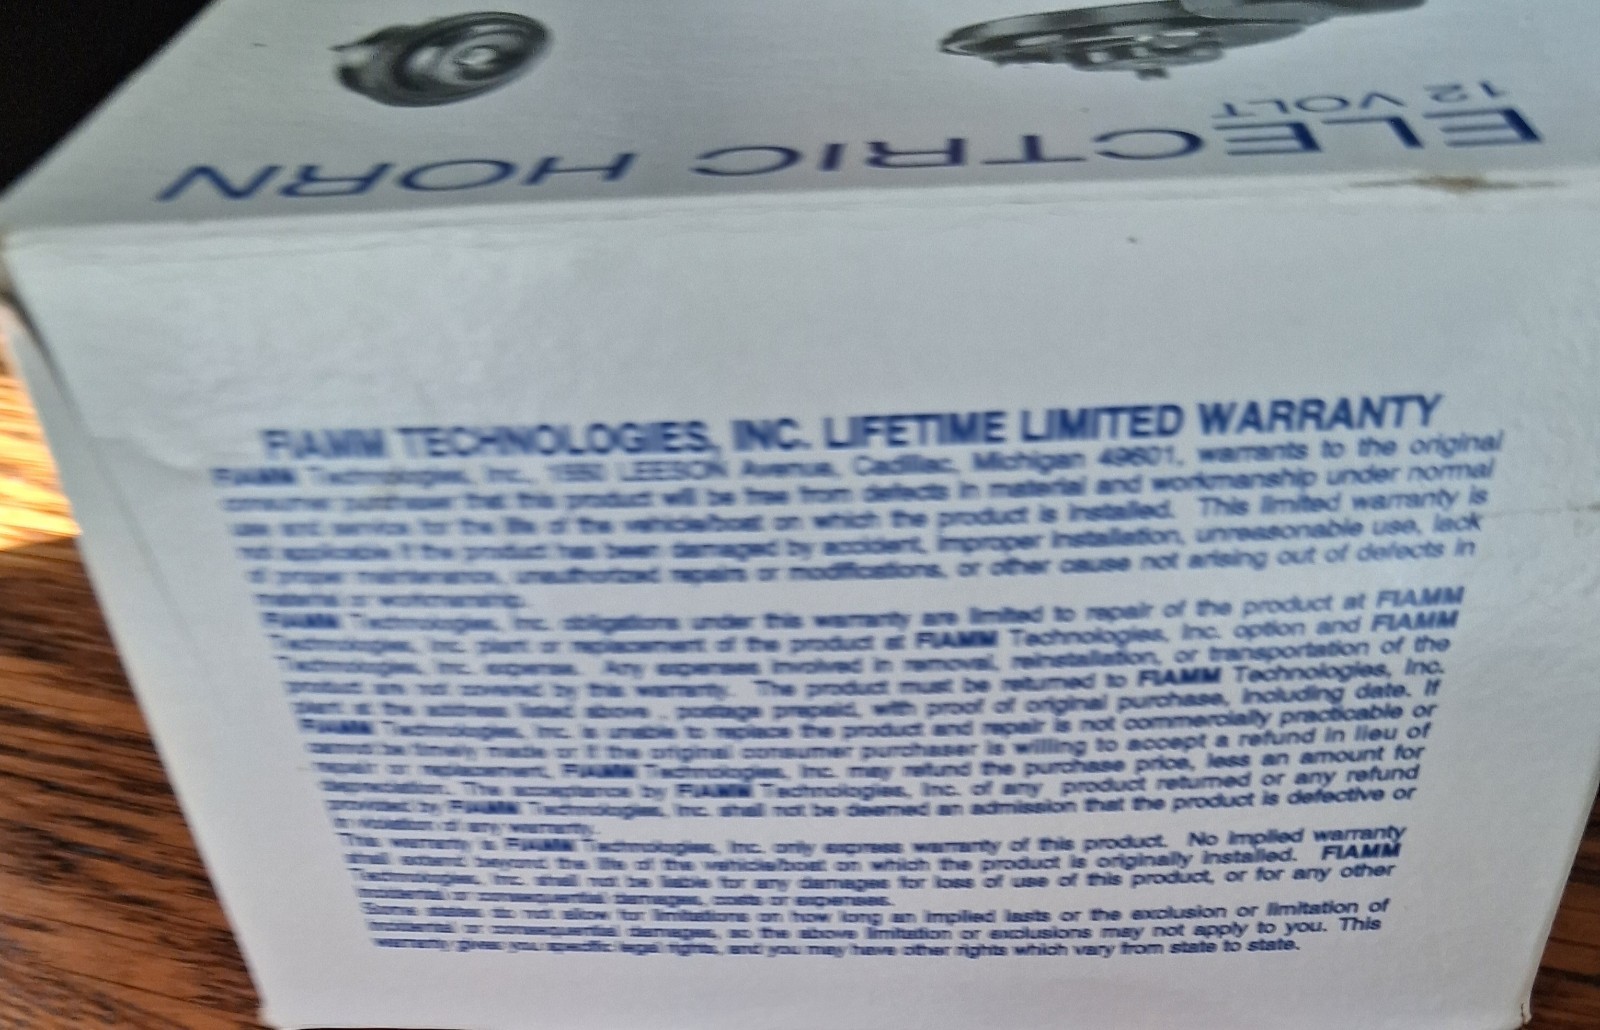 12 VOLT
ELECTRIC HORN
FIAMM TECHNOLOGIES, INC. LIFETIME LIMITED WARRANTY
FIAMM Technologies, Inc., 1550 LEESON Avenue, Cadillac, Michigan 49601, warrants to the original
consumer purchaser that this product will be free from defects in material and workmanship under normal
use and service for the life of the vehicle/boat on which the product is installed. This limited warranty is
not applicable if the product has been damaged by accident, improper installation, unreasonable use, lack
of proper maintenance, unauthorized repairs or modifications, or other cause not arising out of defects in
material or workmanship.
FIAMM Technologies, Inc. obligations under this warranty are limited to repair of the product at FIAMM
Technologies, Inc. plant or replacement of the product at FIAMM Technologies, Inc. option and FIAMM
Technologies, Inc. expense. Any expenses involved in removal, reinstallation, or transportation of the
product are not covered by this warranty. The product must be returned to FIAMM Technologies, Inc.
plant at the address listed above , postage prepaid, with proof of original purchase, including date. If
FIAMM Technologies, Inc. is unable to replace the product and repair is not commercially practicable or
cannot be timely made or if the original consumer purchaser is willing to accept a refund in lieu of
repair or replacement, FIAMM Technologies, Inc. may refund the purchase price, less an amount for
depreciation. The acceptance by FIAMM Technologies, Inc. of any product returned or any refund
provided by FIAMM Technologies, Inc. shall not be deemed an admission that the product is defective or
in violation of any warranty.
This warranty is FIAMM Technologies, Inc. only express warranty of this product. No implied warranty
shall extend beyond the life of the vehicle/boat on which the product is originally installed. FIAMM
Technologies, Inc. shall not be liable for any damages for loss of use of this product, or for any other
incidental or consequential damages, costs or expenses.
Some states do not allow for limitations on how long an implied lasts or the exclusion or limitation of
incidental or consequential damages, so the above limitation or exclusions may not apply to you. This
warranty gives you specific legal rights, and you may have other rights which vary from state to state.